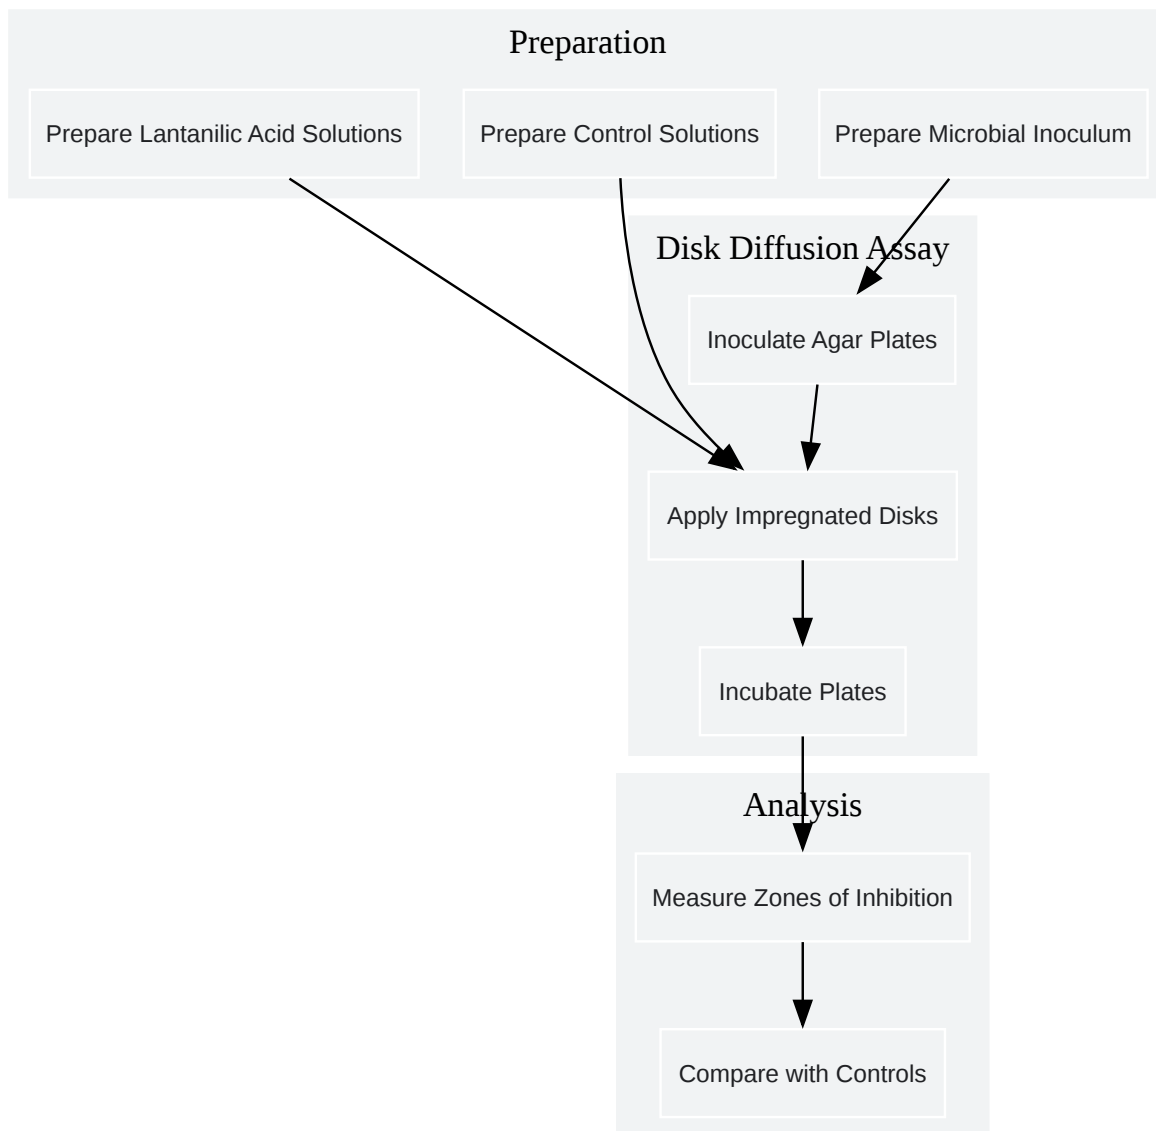 Preparation
Prepare Lantanilic Acid Solutions
Prepare Control Solutions
Prepare Microbial Inoculum
Disk Diffusion Assay
Inoculate Agar Plates
Apply Impregnated Disks
Incubate Plates
Analysis
Measure Zones of Inhibition
Compare with Controls